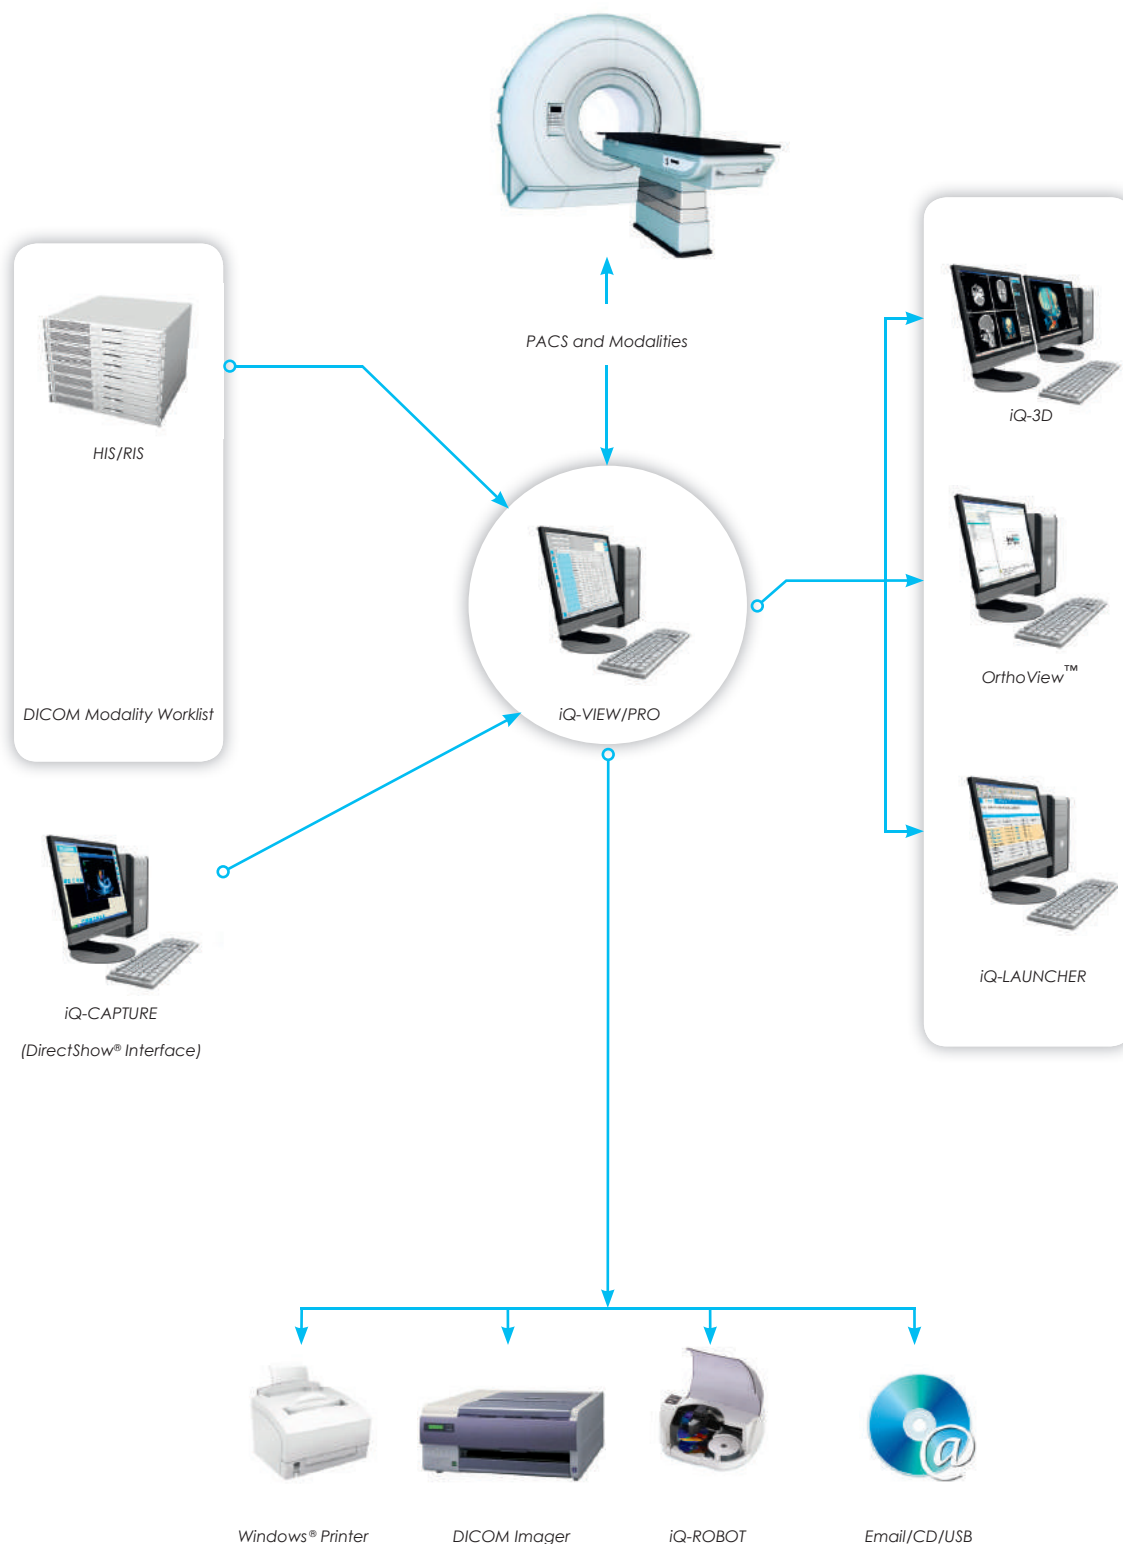 PACS and Modalities
HIS/RIS
iQ-3D
OrthoView™
DICOM Modality Worklist
iQ-VIEW/PRO
iQ-LAUNCHER
iQ-CAPTURE
(DirectShow® Interface)
Windows® Printer
DICOM Imager
iQ-ROBOT
Email/CD/USB